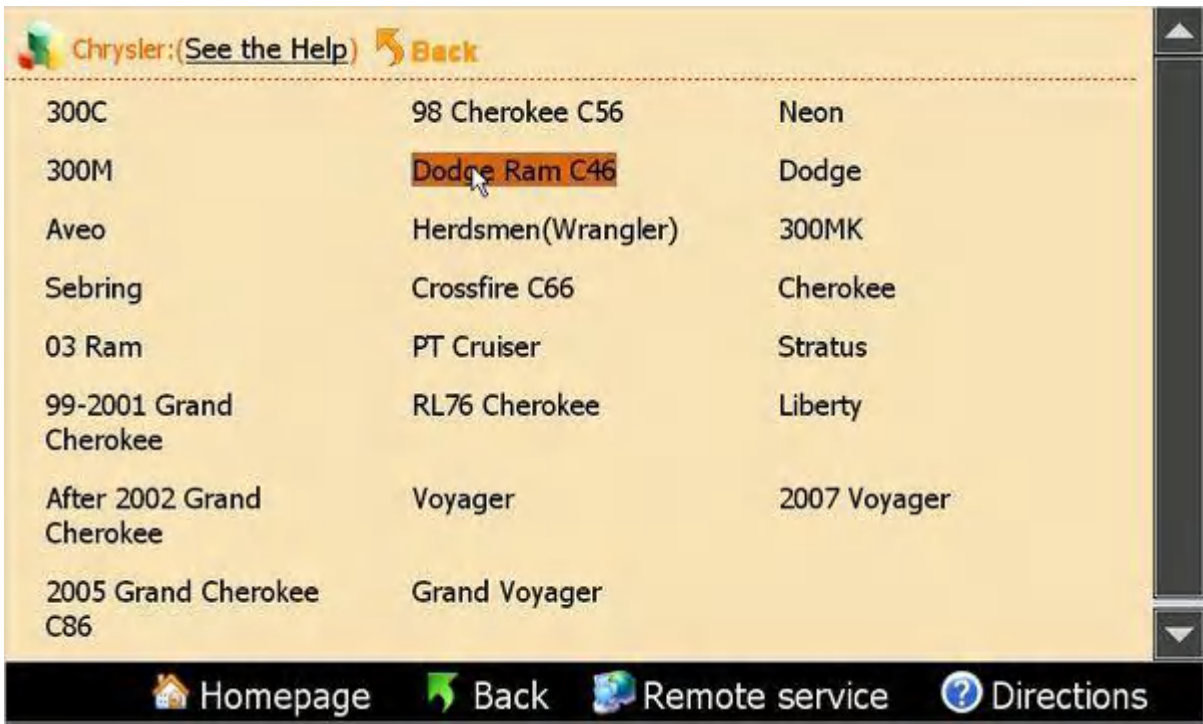 Chrysler:(See the Help) Back
300C 98 Cherokee C56 Neon
300M Dodge Ram C46 Dodge
Aveo Herdsmen(Wrangler) 300MK
Sebring Crossfire C66 Cherokee
03 Ram PT Cruiser Stratus
99-2001 Grand RL76 Cherokee Liberty
Cherokee
After 2002 Grand Voyager 2007 Voyager
Cherokee
2005 Grand Cherokee Grand Voyager
C86
Homepage Back Remote service Directions